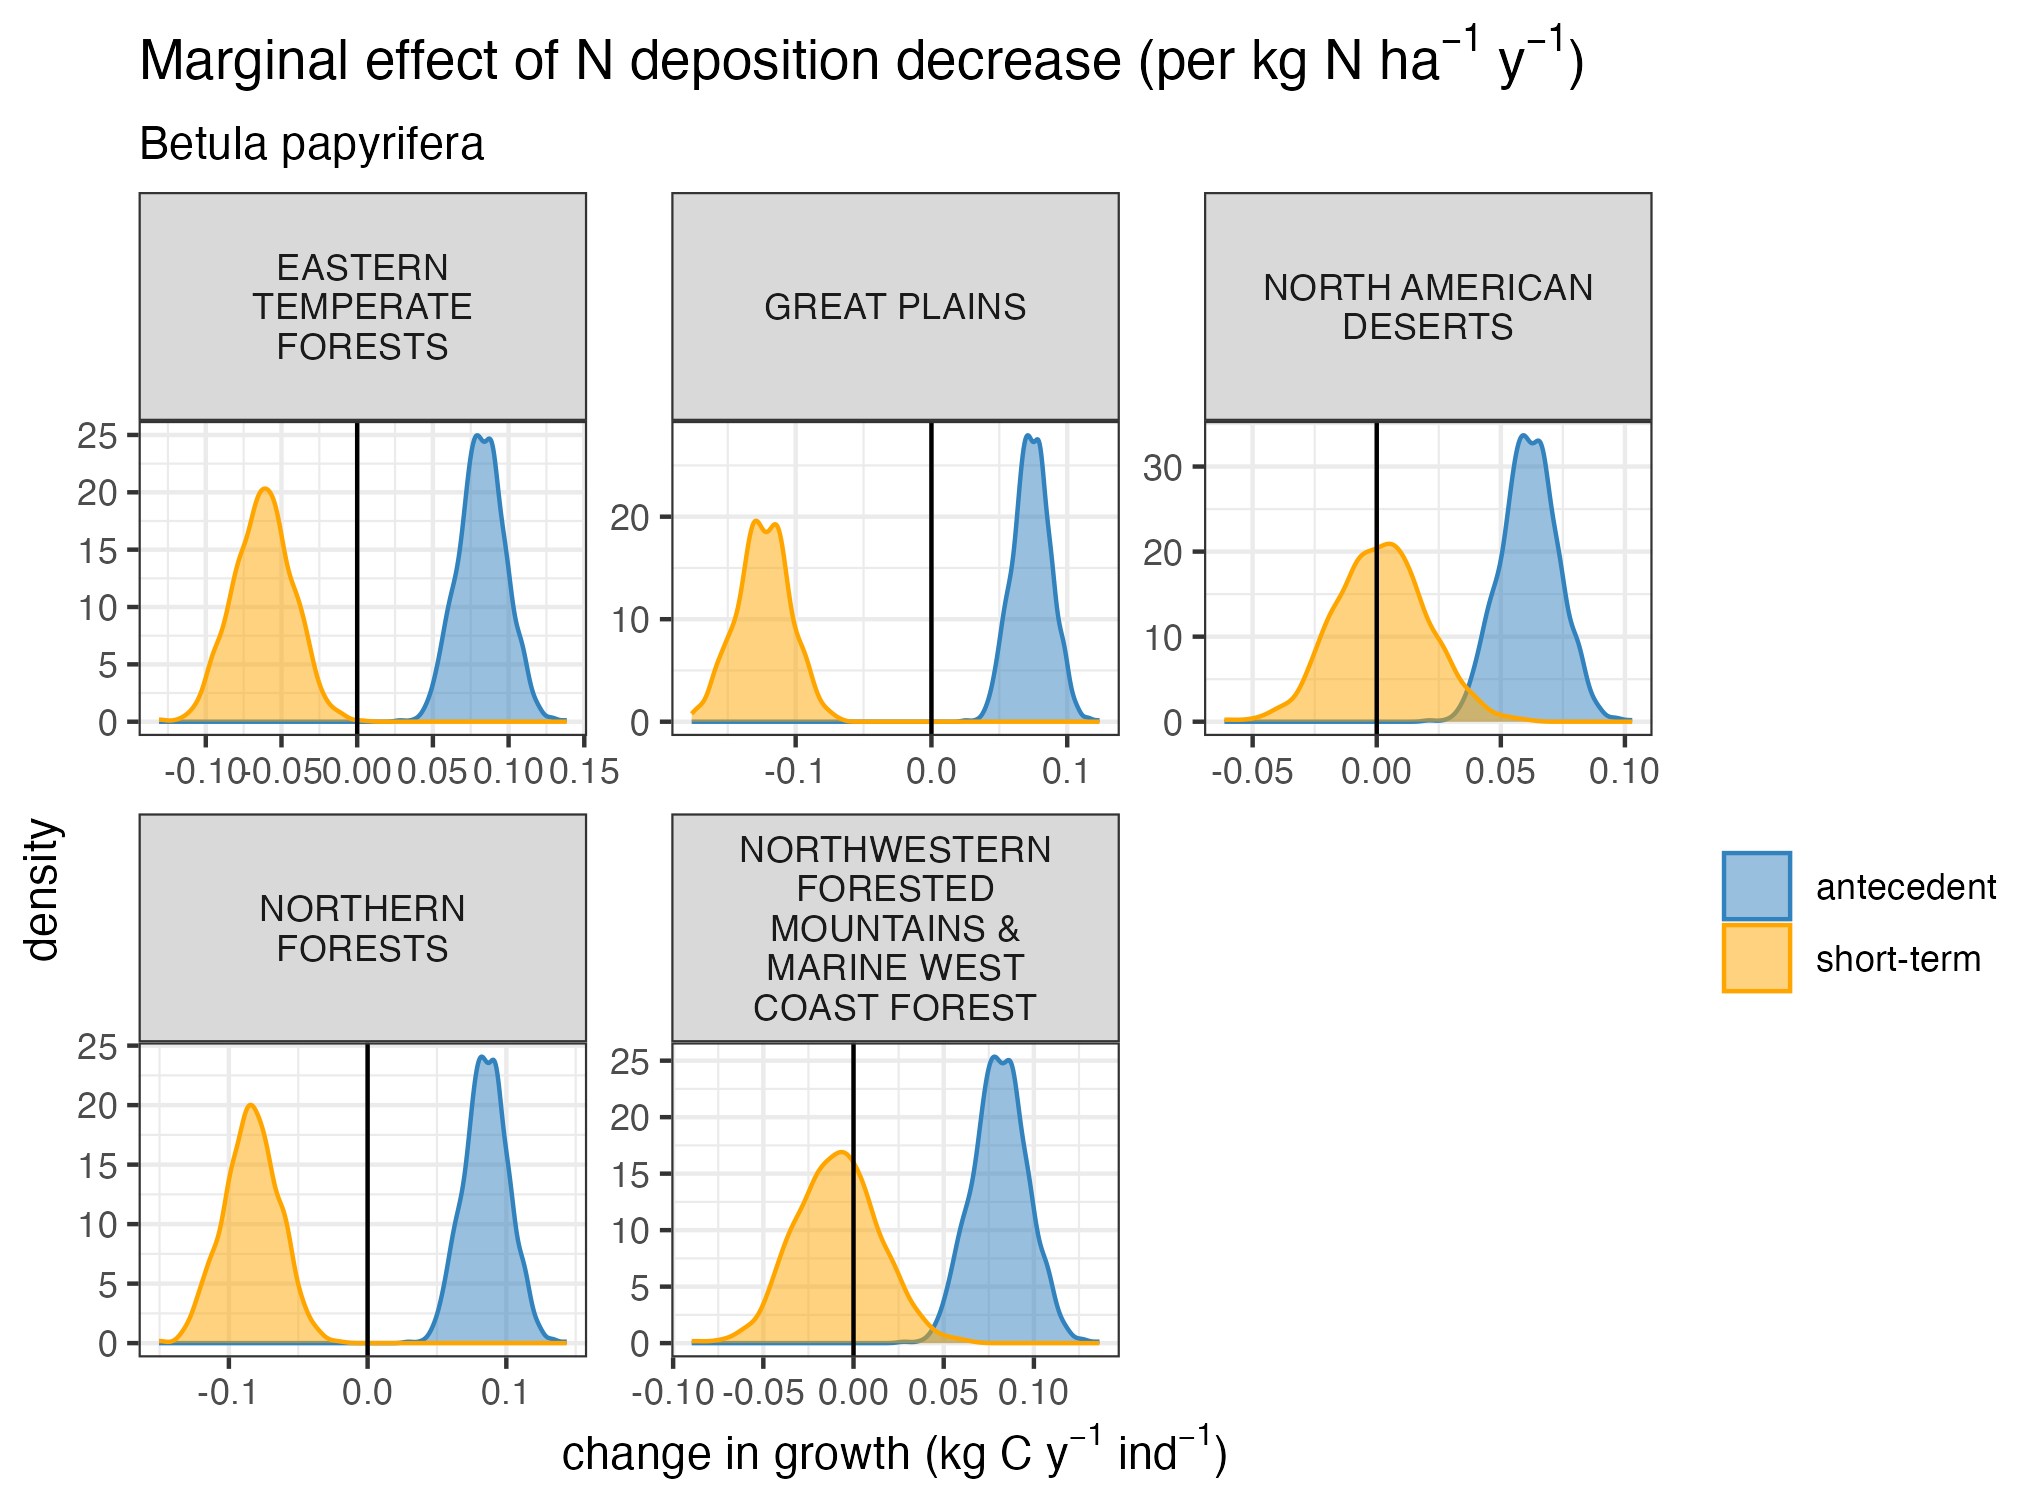 Marginal effect of N deposition decrease (per kg N ha⁻¹ y⁻¹)
Betula papyrifera
EASTERN
TEMPERATE
FORESTS
25
20
15
10
5
0
-0.10 -0.05 0.00 0.05 0.10 0.15
GREAT PLAINS
20
10
0
-0.1 0.0 0.1
NORTH AMERICAN
DESERTS
30
20
10
0
-0.05 0.00 0.05 0.10
NORTHERN
FORESTS
25
20
15
10
5
0
-0.1 0.0 0.1
NORTHWESTERN
FORESTED
MOUNTAINS &
MARINE WEST
COAST FOREST
25
20
15
10
5
0
-0.10 -0.05 0.00 0.05 0.10
density
change in growth (kg C y⁻¹ ind⁻¹)
antecedent
short-term